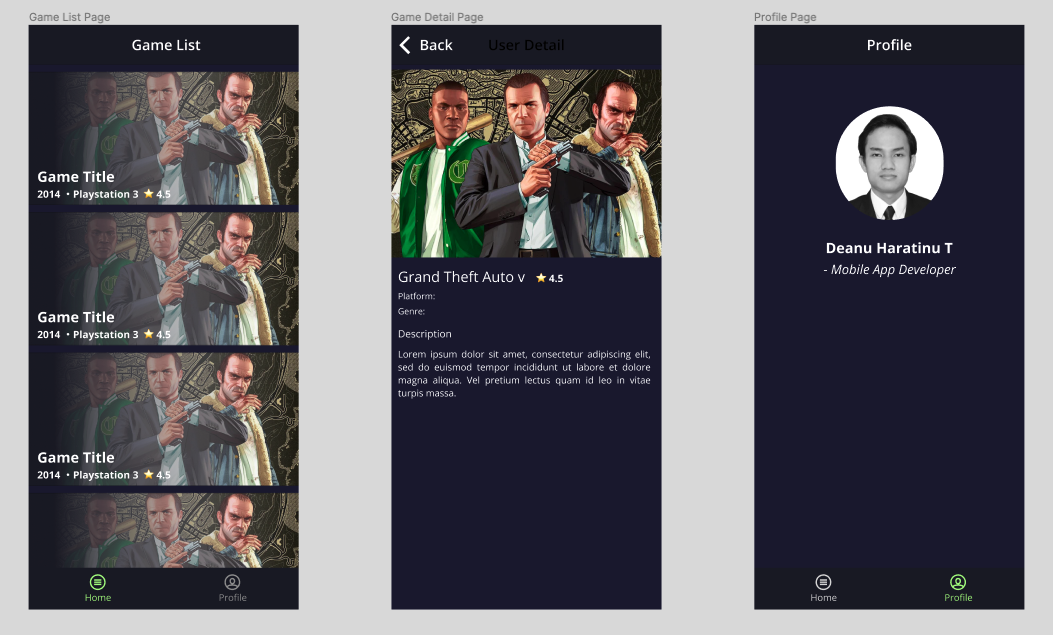 Game List Page
Game List
Game Title
2014 • Playstation 3 ⭐ 4.5
Game Title
2014 • Playstation 3 ⭐ 4.5
Game Title
2014 • Playstation 3 ⭐ 4.5
Home
Profile
Game Detail Page
Back
User Detail
Grand Theft Auto v ⭐ 4.5
Platform:
Genre:
Description
Lorem ipsum dolor sit amet, consectetur adipiscing elit,
sed do euismod tempor incididunt ut labore et dolore
magna aliqua. Vel pretium lectus quam id leo in vitae
turpis massa.
Profile Page
Profile
Deanu Haratinu T
- Mobile App Developer
Home
Profile